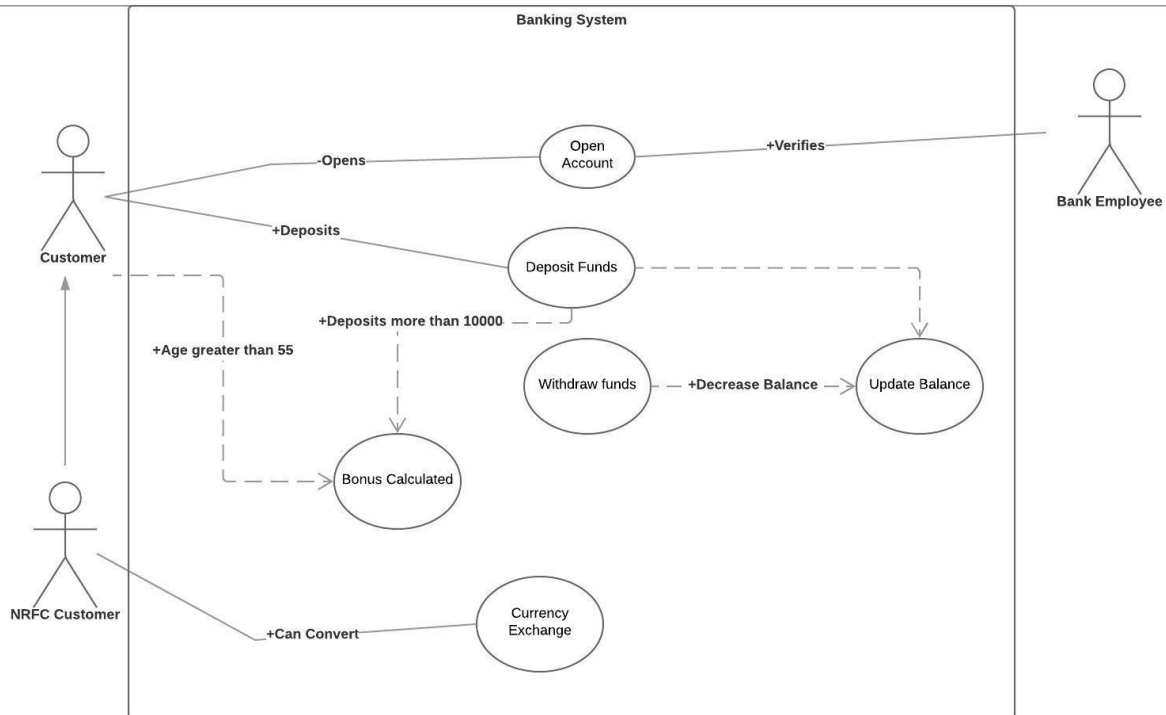 Banking System
Open
Account
-Opens
+Verifies
Bank Employee
+Deposits
Customer
Deposit Funds
+Deposits more than 10000
+Age greater than 55
Withdraw funds
+Decrease Balance
Update Balance
Bonus Calculated
NRFC Customer
Currency
Exchange
+Can Convert